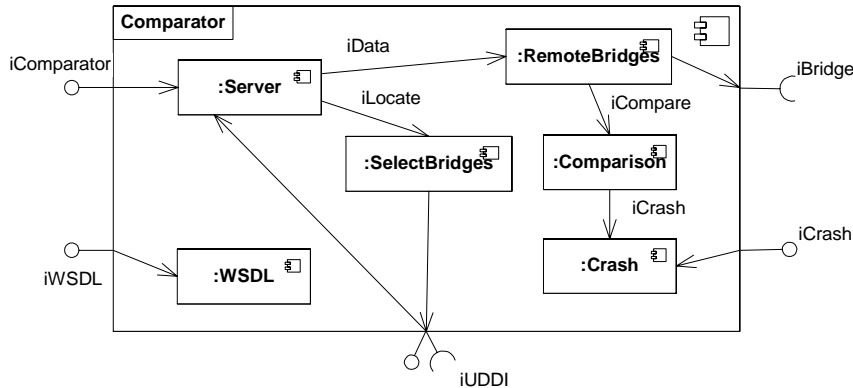 Comparator
iData
:RemoteBridges
iComparator
:Server
iBridge
iLocate
iCompare
:SelectBridges
:Comparison
iCrash
iCrash
iWSDL
:WSDL
:Crash
iUDDI